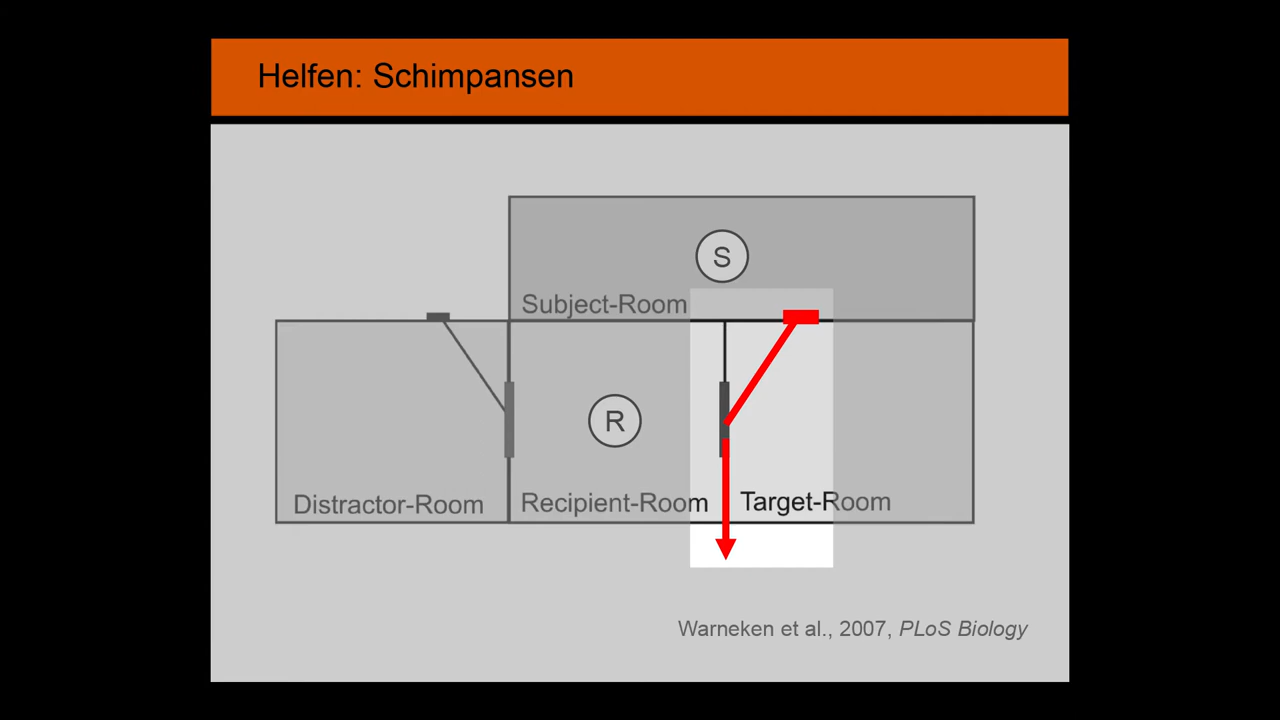 Helfen: Schimpansen
S
Subject-Room
R
Distractor-Room
Recipient-Room
Target-Room
Warneken et al., 2007, PLoS Biology